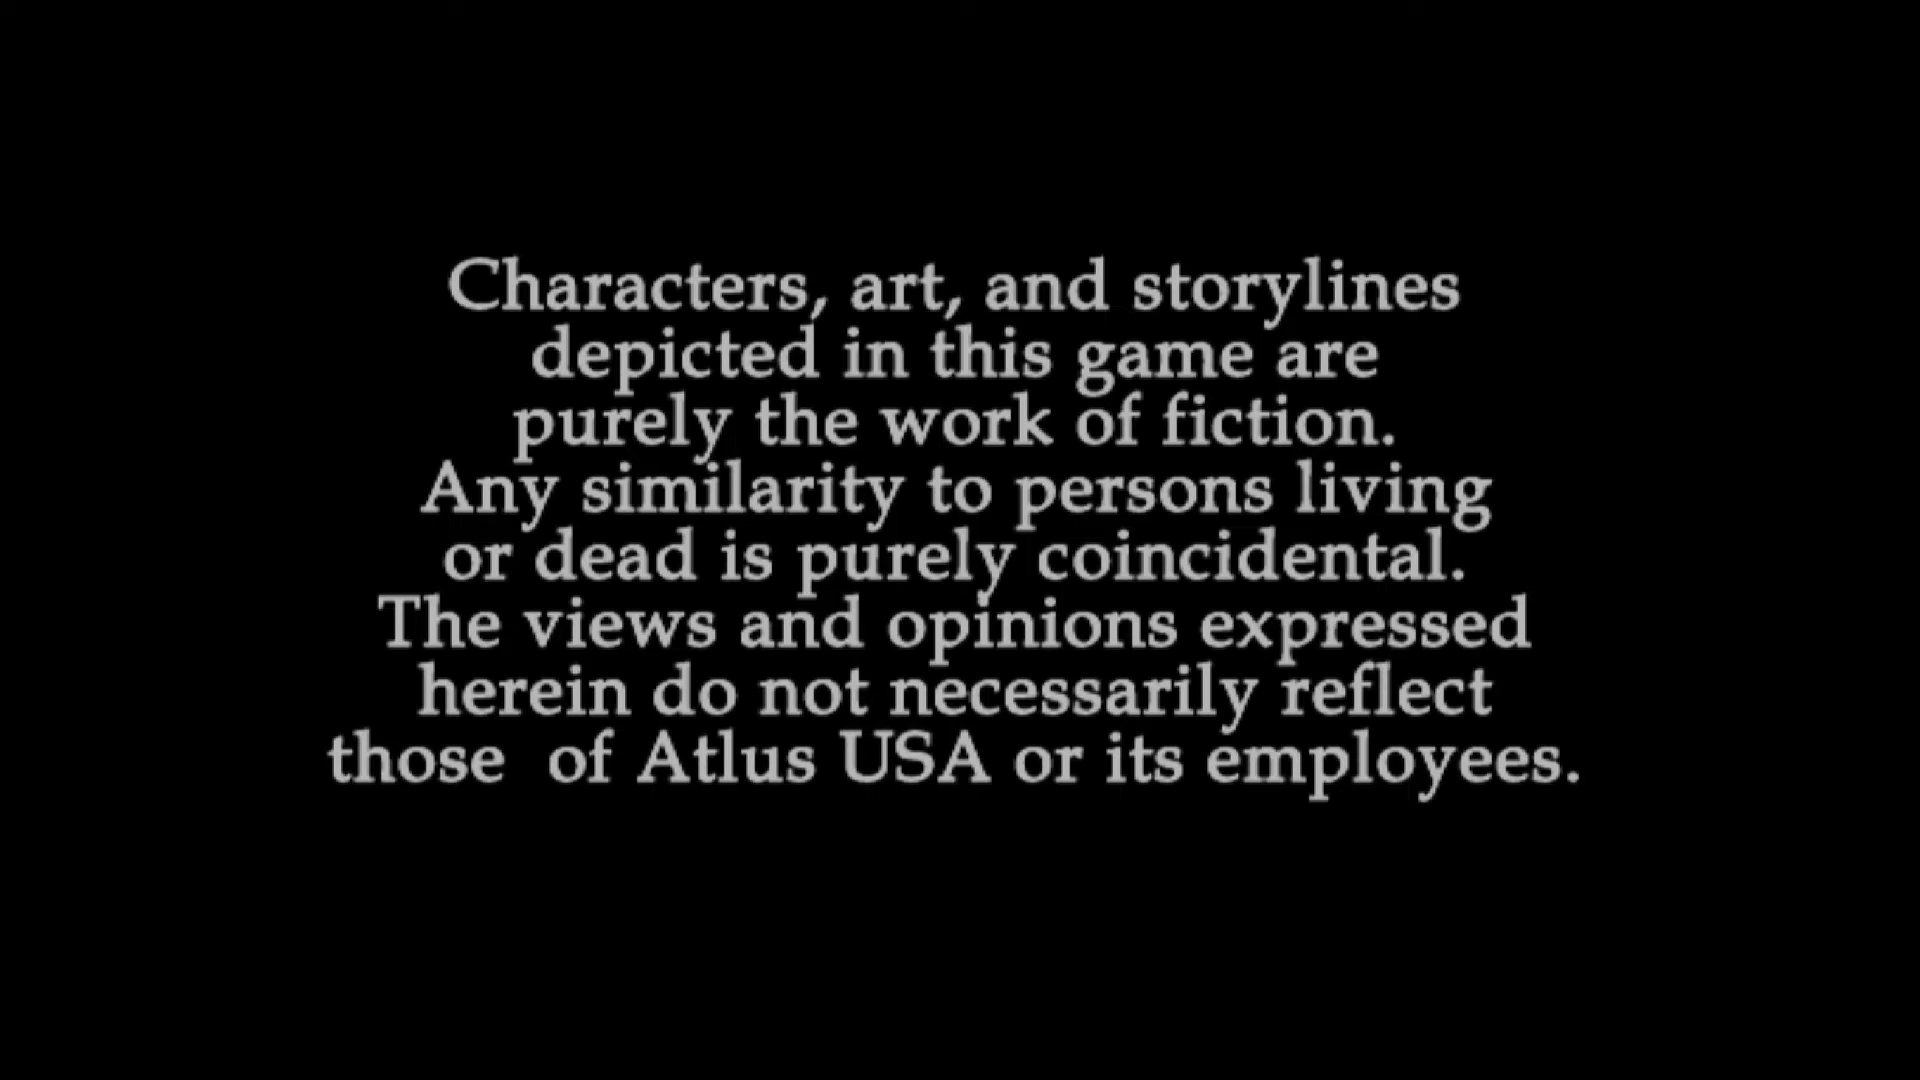 Characters, art, and storylines
depicted in this game are
purely the work of fiction.
Any similarity to persons living
or dead is purely coincidental.
The views and opinions expressed
herein do not necessarily reflect
those  of Atlus USA or its employees.